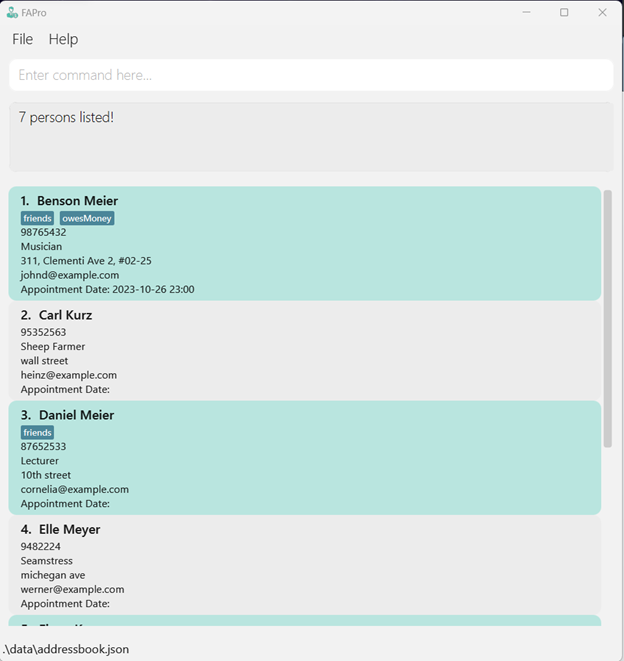 FAPro
File Help
Enter command here...
7 persons listed!
1. Benson Meier
friends owesMoney
98765432
Musician
311, Clementi Ave 2, #02-25
johnd@example.com
Appointment Date: 2023-10-26 23:00
2. Carl Kurz
95352563
Sheep Farmer
wall street
heinz@example.com
Appointment Date:
3. Daniel Meier
friends
87652533
Lecturer
10th street
cornelia@example.com
Appointment Date:
4. Elle Meyer
9482224
Seamstress
michegan ave
werner@example.com
Appointment Date:
.\data\addressbook.json